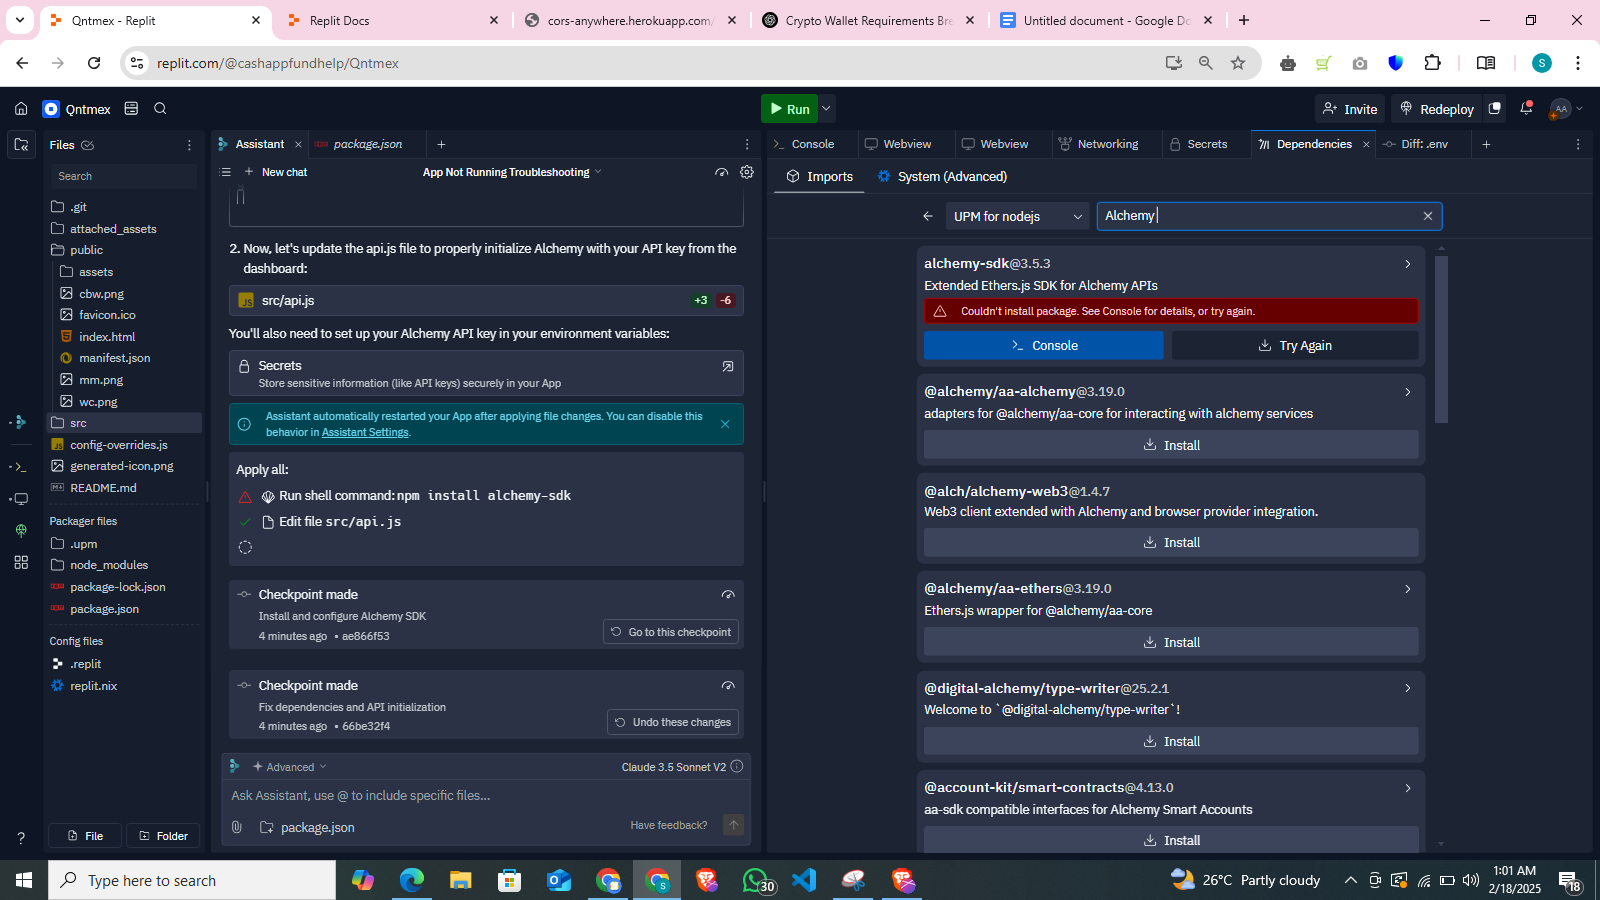 Qntmex - Replit
Replit Docs
cors-anywhere.herokuapp.com/
Crypto Wallet Requirements Bre
Untitled document - Google Do
replit.com/@cashappfundhelp/Qntmex
S
Qntmex
Run
Invite
Redeploy
AA
Files
Search
.git
attached_assets
public
assets
cbw.png
favicon.ico
index.html
manifest.json
mm.png
wc.png
src
config-overrides.js
generated-icon.png
README.md
Packager files
.upm
node_modules
package-lock.json
package.json
Config files
.replit
replit.nix
File
Folder
Assistant
package.json
New chat
App Not Running Troubleshooting
2. Now, let's update the api.js file to properly initialize Alchemy with your API key from the
dashboard:
JS
src/api.js
+3
-6
You'll also need to set up your Alchemy API key in your environment variables:
Secrets
Store sensitive information (like API keys) securely in your App
Assistant automatically restarted your App after applying file changes. You can disable this
behavior in Assistant Settings.
Apply all:
Run shell command: npm install alchemy-sdk
Edit file src/api.js
Checkpoint made
Install and configure Alchemy SDK
4 minutes ago • ae866f53
Go to this checkpoint
Checkpoint made
Fix dependencies and API initialization
4 minutes ago • 66be32f4
Undo these changes
Advanced
Claude 3.5 Sonnet V2
Ask Assistant, use @ to include specific files...
package.json
Have feedback?
Console
Webview
Webview
Networking
Secrets
Dependencies
Diff: .env
Imports
System (Advanced)
UPM for nodejs
Alchemy
alchemy-sdk@3.5.3
Extended Ethers.js SDK for Alchemy APIs
Couldn't install package. See Console for details, or try again.
Console
Try Again
@alchemy/aa-alchemy@3.19.0
adapters for @alchemy/aa-core for interacting with alchemy services
Install
@alch/alchemy-web3@1.4.7
Web3 client extended with Alchemy and browser provider integration.
Install
@alchemy/aa-ethers@3.19.0
Ethers.js wrapper for @alchemy/aa-core
Install
@digital-alchemy/type-writer@25.2.1
Welcome to `@digital-alchemy/type-writer`!
Install
@account-kit/smart-contracts@4.13.0
aa-sdk compatible interfaces for Alchemy Smart Accounts
Install
Type here to search
S
30
26°C Partly cloudy
1:01 AM
2/18/2025
18